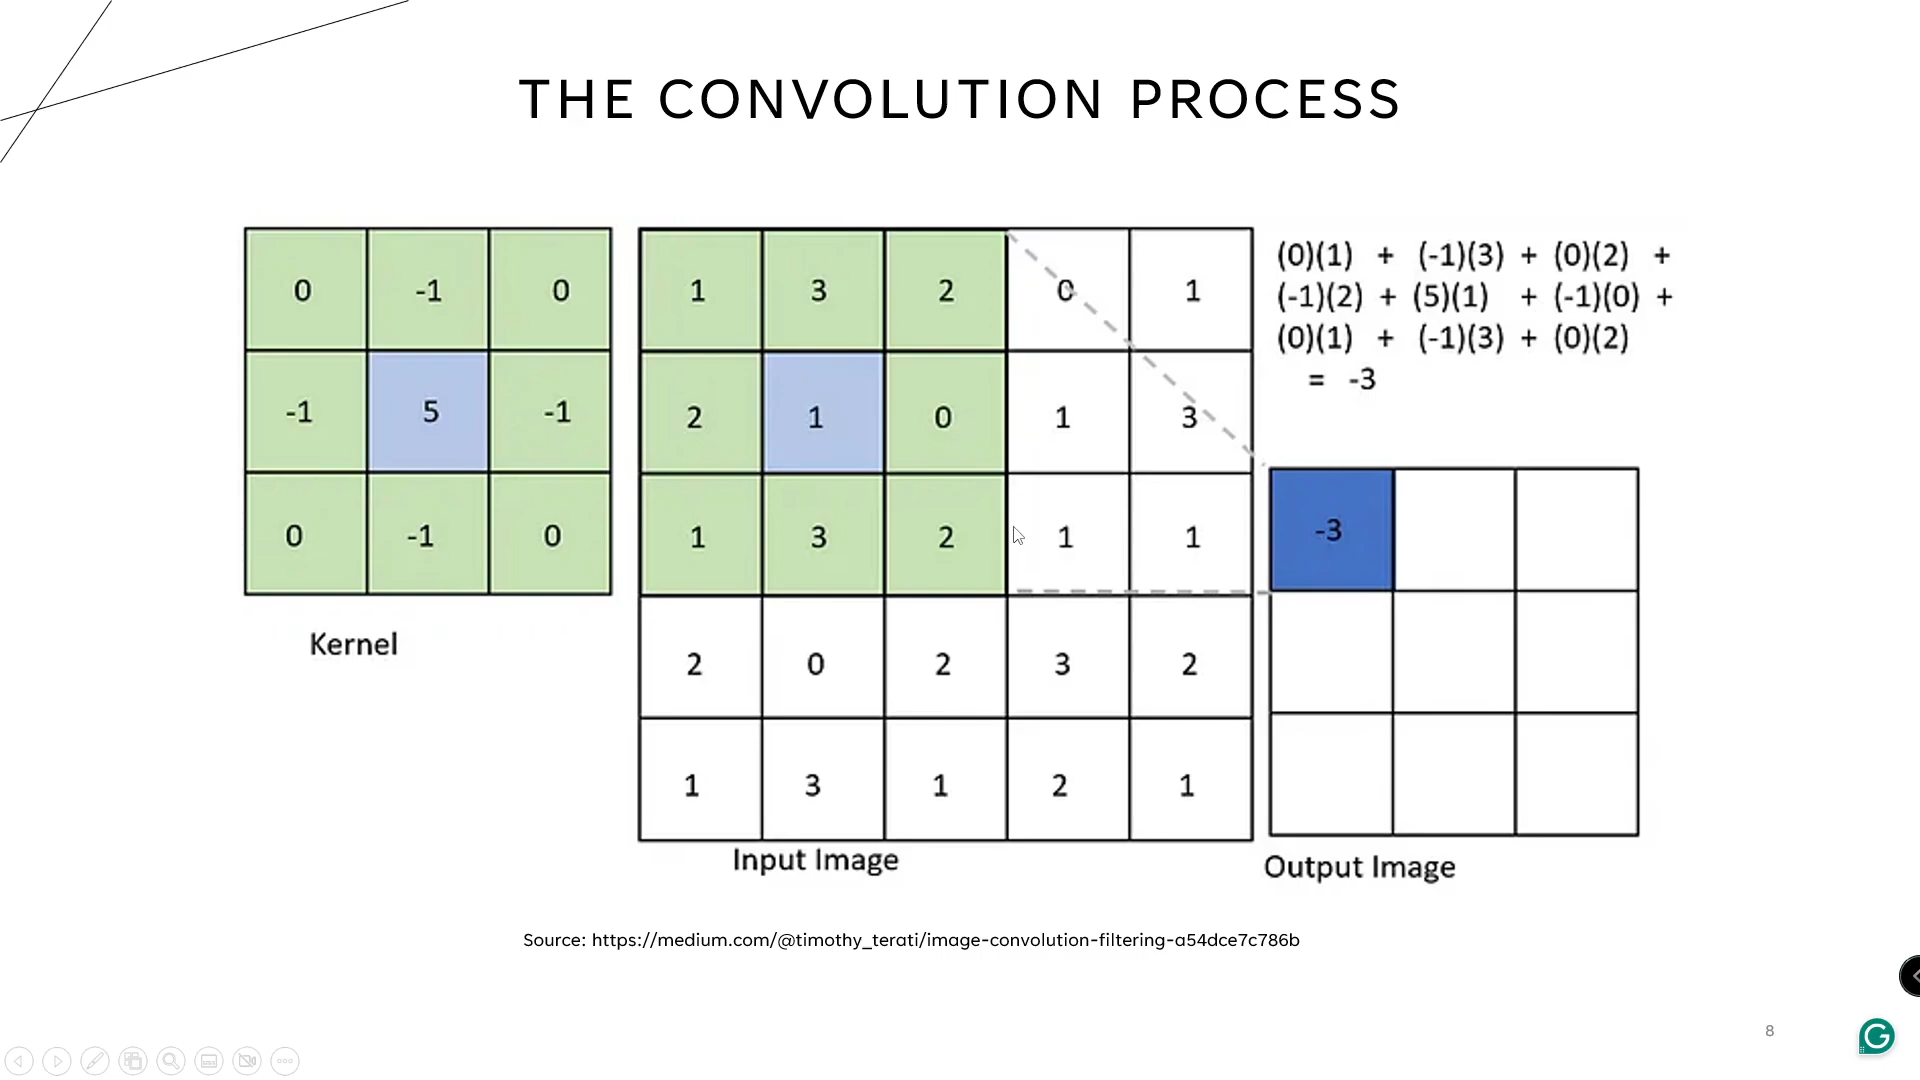 THE CONVOLUTION PROCESS
0 -1 0
-1 5 -1
0 -1 0
Kernel
1 3 2 0 1
2 1 0 1 3
1 3 2 1 1
2 0 2 3 2
1 3 1 2 1
Input Image
(0)(1) + (-1)(3) + (0)(2) +
(-1)(2) + (5)(1) + (-1)(0) +
(0)(1) + (-1)(3) + (0)(2)
= -3
-3
Output Image
Source: https://medium.com/@timothy_terati/image-convolution-filtering-a54dce7c786b
8
G